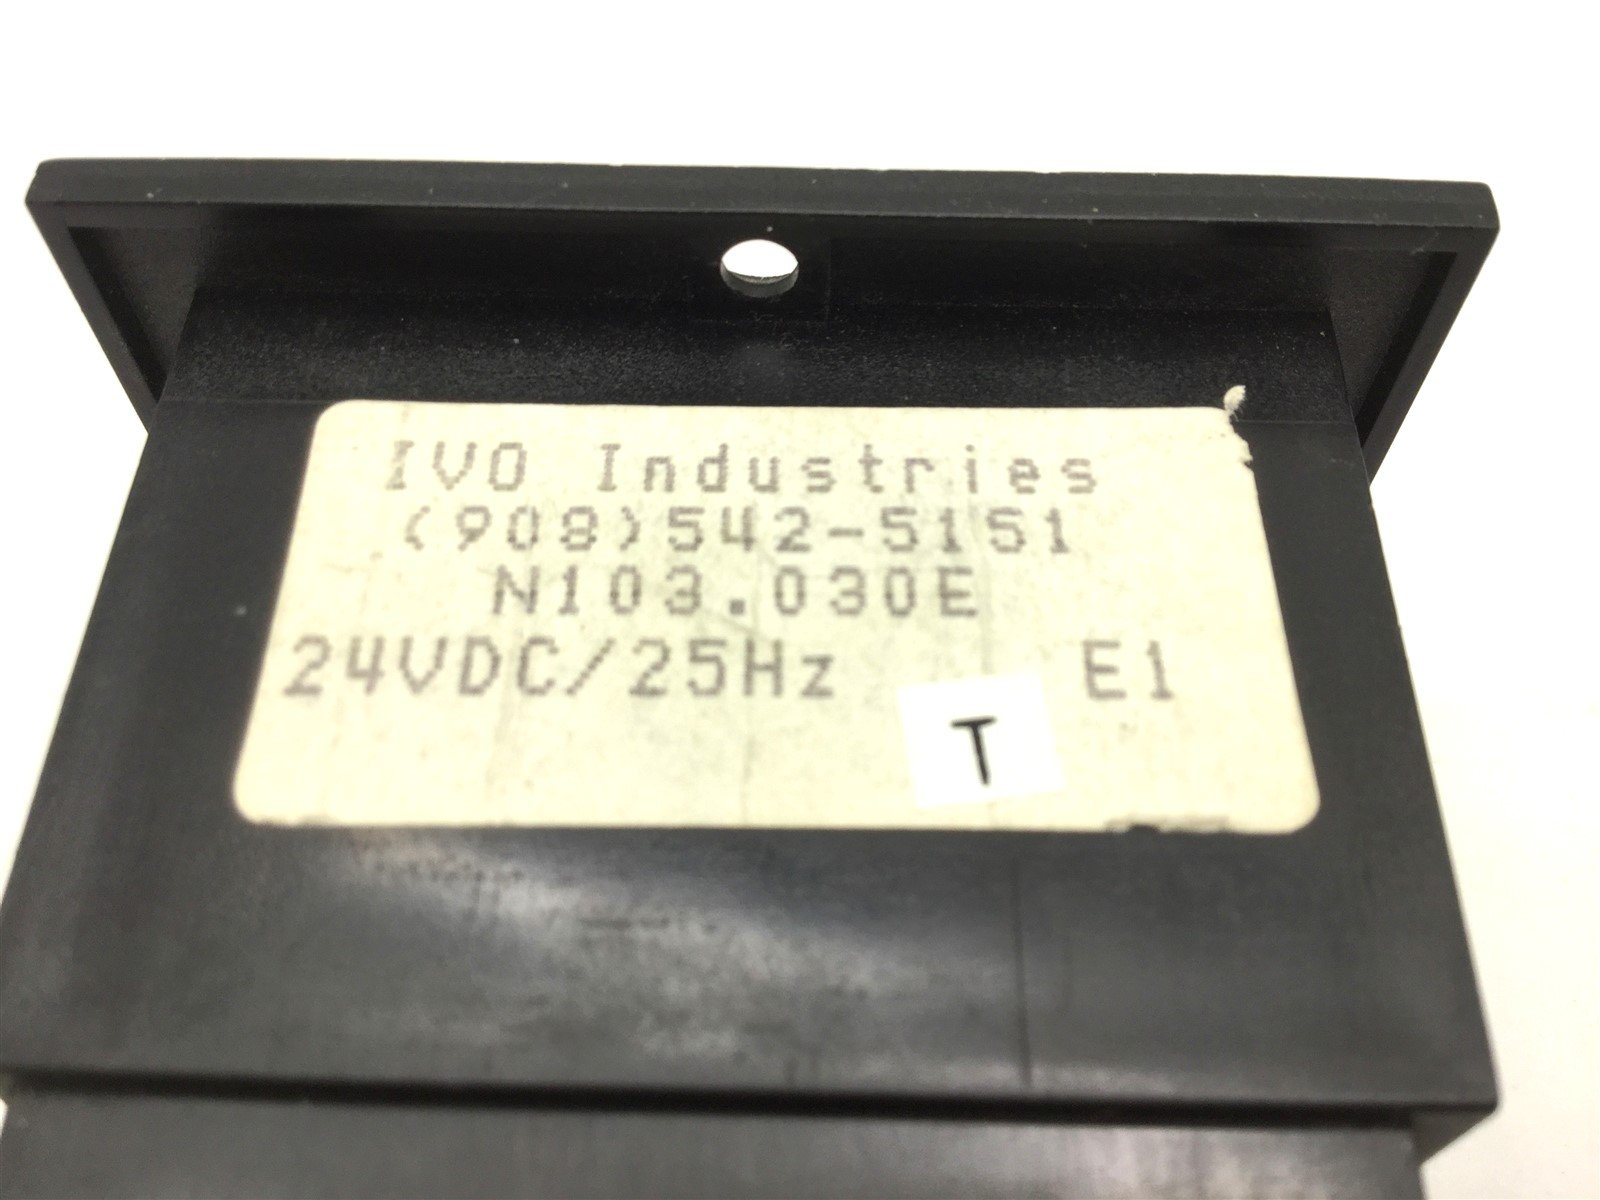 IVO Industries
(908)542-5151
N103.030E
24VDC/25Hz E1
T